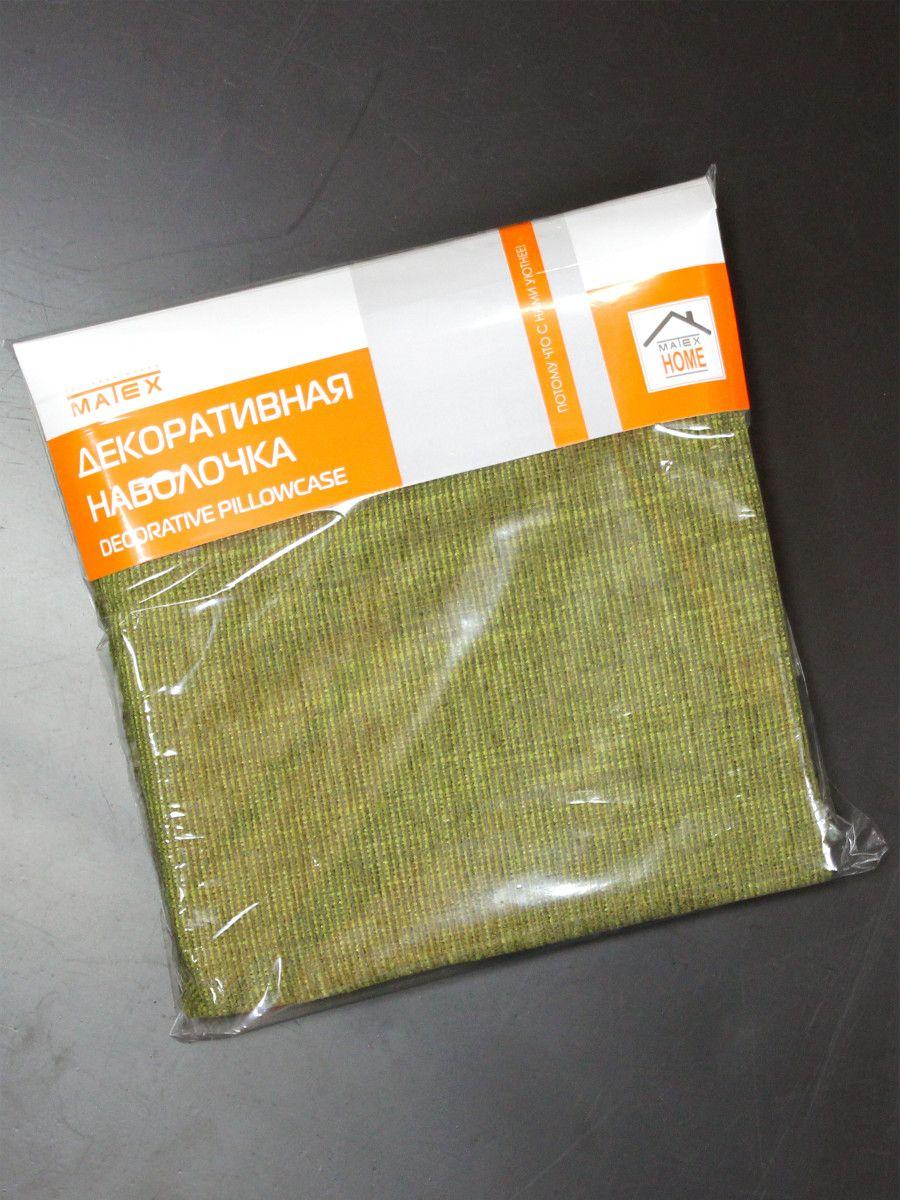 MATEX
ДЕКОРАТИВНАЯ
НАВОЛОЧКА
DECORATIVE PILLOWCASE
ПОТОМУ ЧТО С НАМИ УЮТНЕЕ!
MATEX
HOME